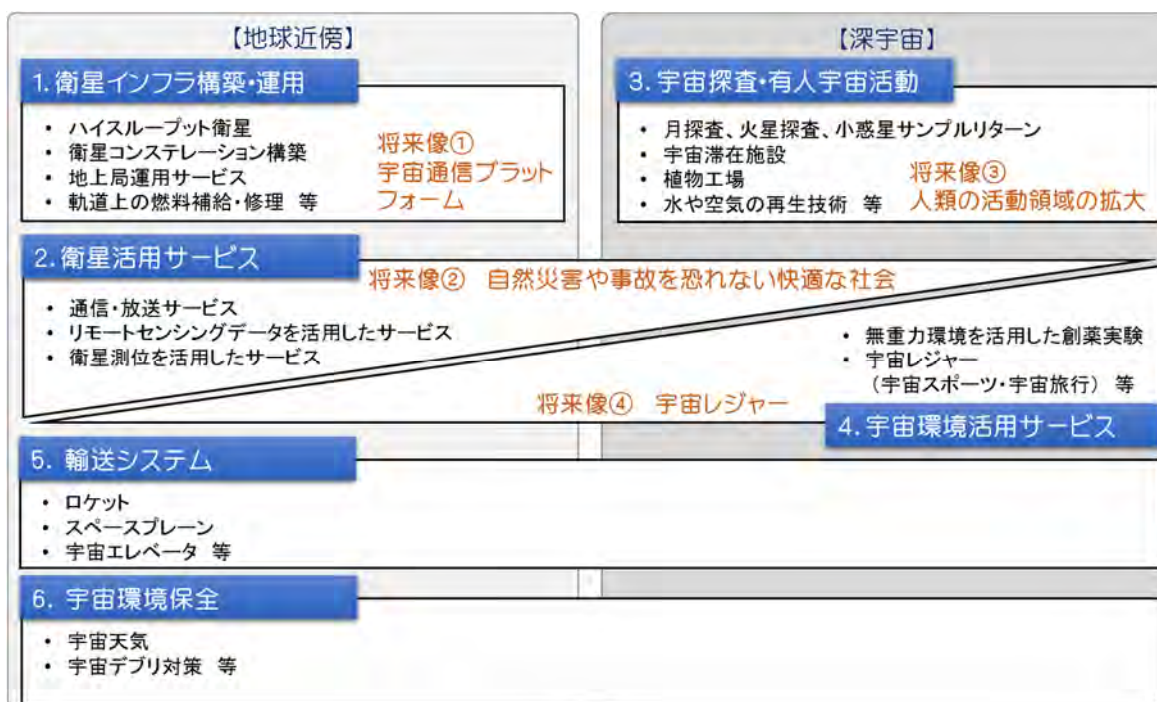 【地球近傍】
1. 衛星インフラ構築・運用
• ハイスループット衛星
• 衛星コンステレーション構築
• 地上局運用サービス
• 軌道上の燃料補給・修理 等
将来像①
宇宙通信プラット
フォーム
【深宇宙】
3. 宇宙探査・有人宇宙活動
• 月探査、火星探査、小惑星サンプルリターン
• 宇宙滞在施設
• 植物工場
• 水や空気の再生技術 等
将来像③
人類の活動領域の拡大
2. 衛星活用サービス
将来像② 自然災害や事故を恐れない快適な社会
• 通信・放送サービス
• リモートセンシングデータを活用したサービス
• 衛星測位を活用したサービス
• 無重力環境を活用した創薬実験
• 宇宙レジャー
（宇宙スポーツ・宇宙旅行） 等
将来像④ 宇宙レジャー
4. 宇宙環境活用サービス
5. 輸送システム
• ロケット
• スペースプレーン
• 宇宙エレベータ 等
6. 宇宙環境保全
• 宇宙天気
• 宇宙デブリ対策 等